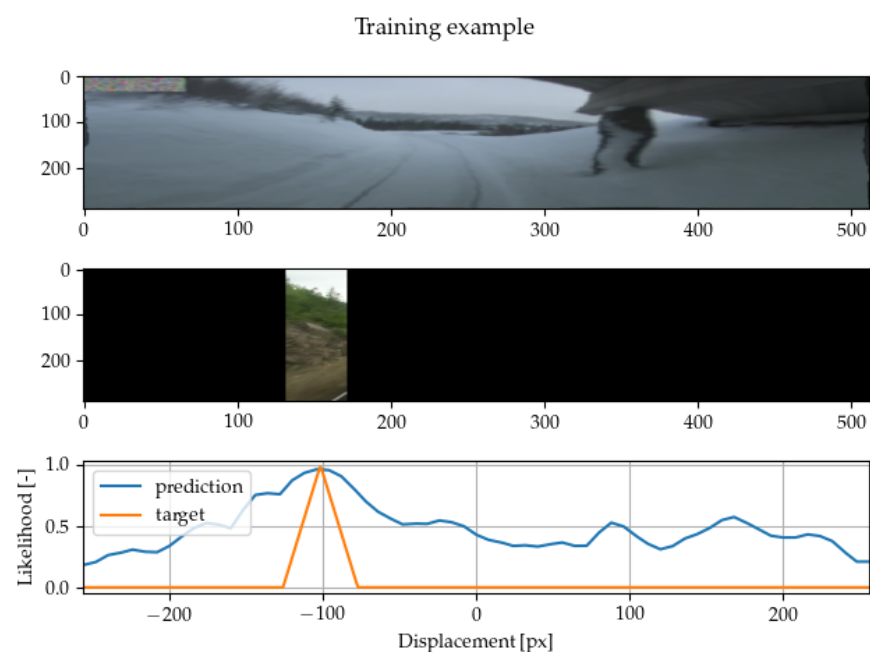 Training example
0
100
200
0 100 200 300 400 500
0
100
200
0 100 200 300 400 500
1.0
0.5
0.0
Likelihood [-]
prediction
target
−200 −100 0 100 200
Displacement [px]